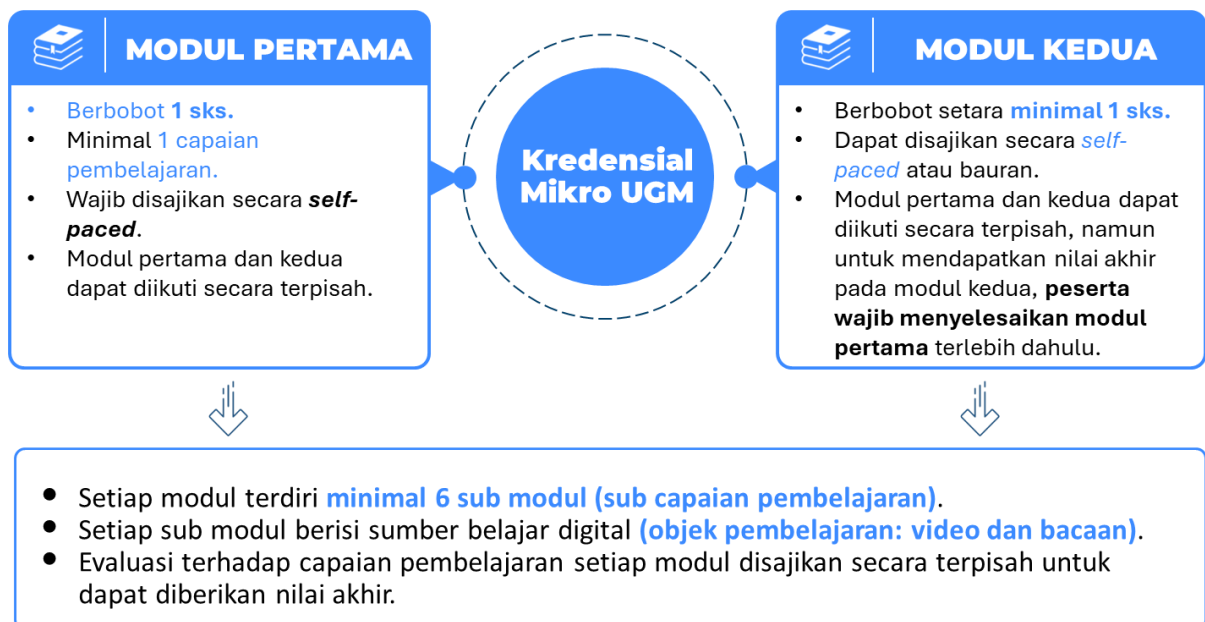 MODUL PERTAMA
• Berbobot 1 sks.
• Minimal 1 capaian
pembelajaran.
• Wajib disajikan secara self-
paced.
• Modul pertama dan kedua
dapat diikuti secara terpisah.
Kredensial
Mikro UGM
MODUL KEDUA
• Berbobot setara minimal 1 sks.
• Dapat disajikan secara self-
paced atau bauran.
• Modul pertama dan kedua dapat
diikuti secara terpisah, namun
untuk mendapatkan nilai akhir
pada modul kedua, peserta
wajib menyelesaikan modul
pertama terlebih dahulu.
• Setiap modul terdiri minimal 6 sub modul (sub capaian pembelajaran).
• Setiap sub modul berisi sumber belajar digital (objek pembelajaran: video dan bacaan).
• Evaluasi terhadap capaian pembelajaran setiap modul disajikan secara terpisah untuk
dapat diberikan nilai akhir.